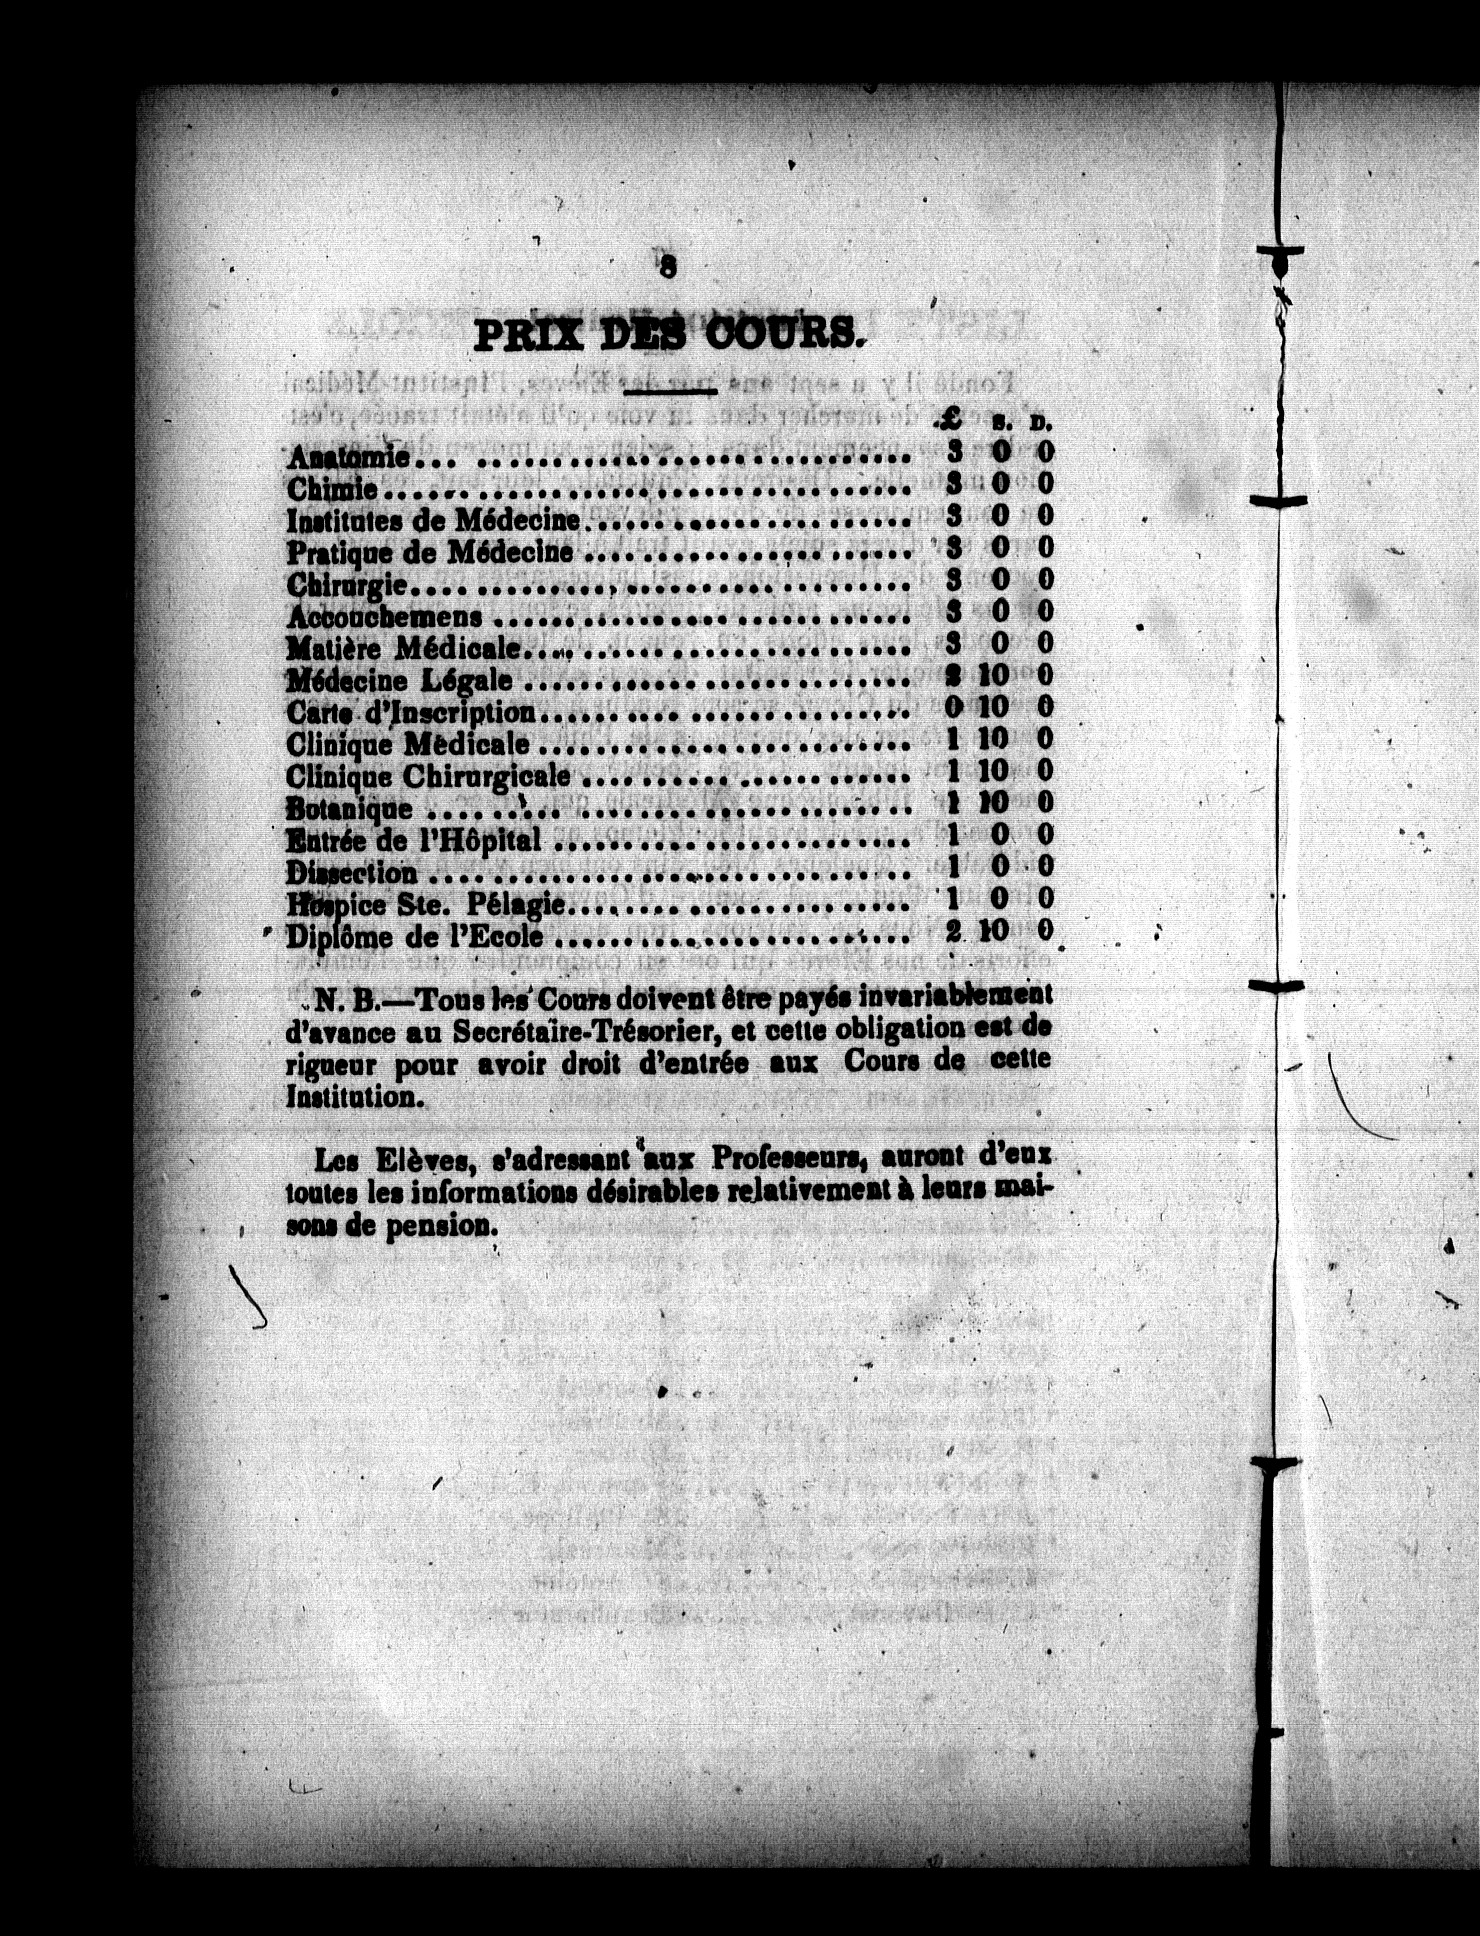 8
PRIX DES COURS.
£ S. D.
Anatomie... .............................. 3 0 0
Chimie................................... 3 0 0
Institutes de Médecine...................... 3 0 0
Pratique de Médecine ...................... 3 0 0
Chirurgie................................. 3 0 0
Accouchemens ............................ 3 0 0
Matière Médicale.......................... 3 0 0
Médecine Légale .......................... 10 0
Carte d'Inscription......................... 0 10 0
Clinique Médicale ......................... 1 10 0
Clinique Chirurgicale ...................... 1 10 0
Botanique ................................ 1 10 0
Entrée de l'Hôpital ........................ 1 0 0
Dissection ................................ 1 0 0
Hospice Ste. Pélagie....................... 1 0 0
Diplôme de l'Ecole ........................ 2 10 0
N. B.—Tous les Cours doivent être payés invariablement
d'avance au Secrétaire-Trésorier, et cette obligation est de
rigueur pour avoir droit d'entrée aux Cours de cette
Institution.
Les Elèves, s'adressant aux Professeurs, auront d'eux
toutes les informations désirables relativement à leurs mai-
sons de pension.